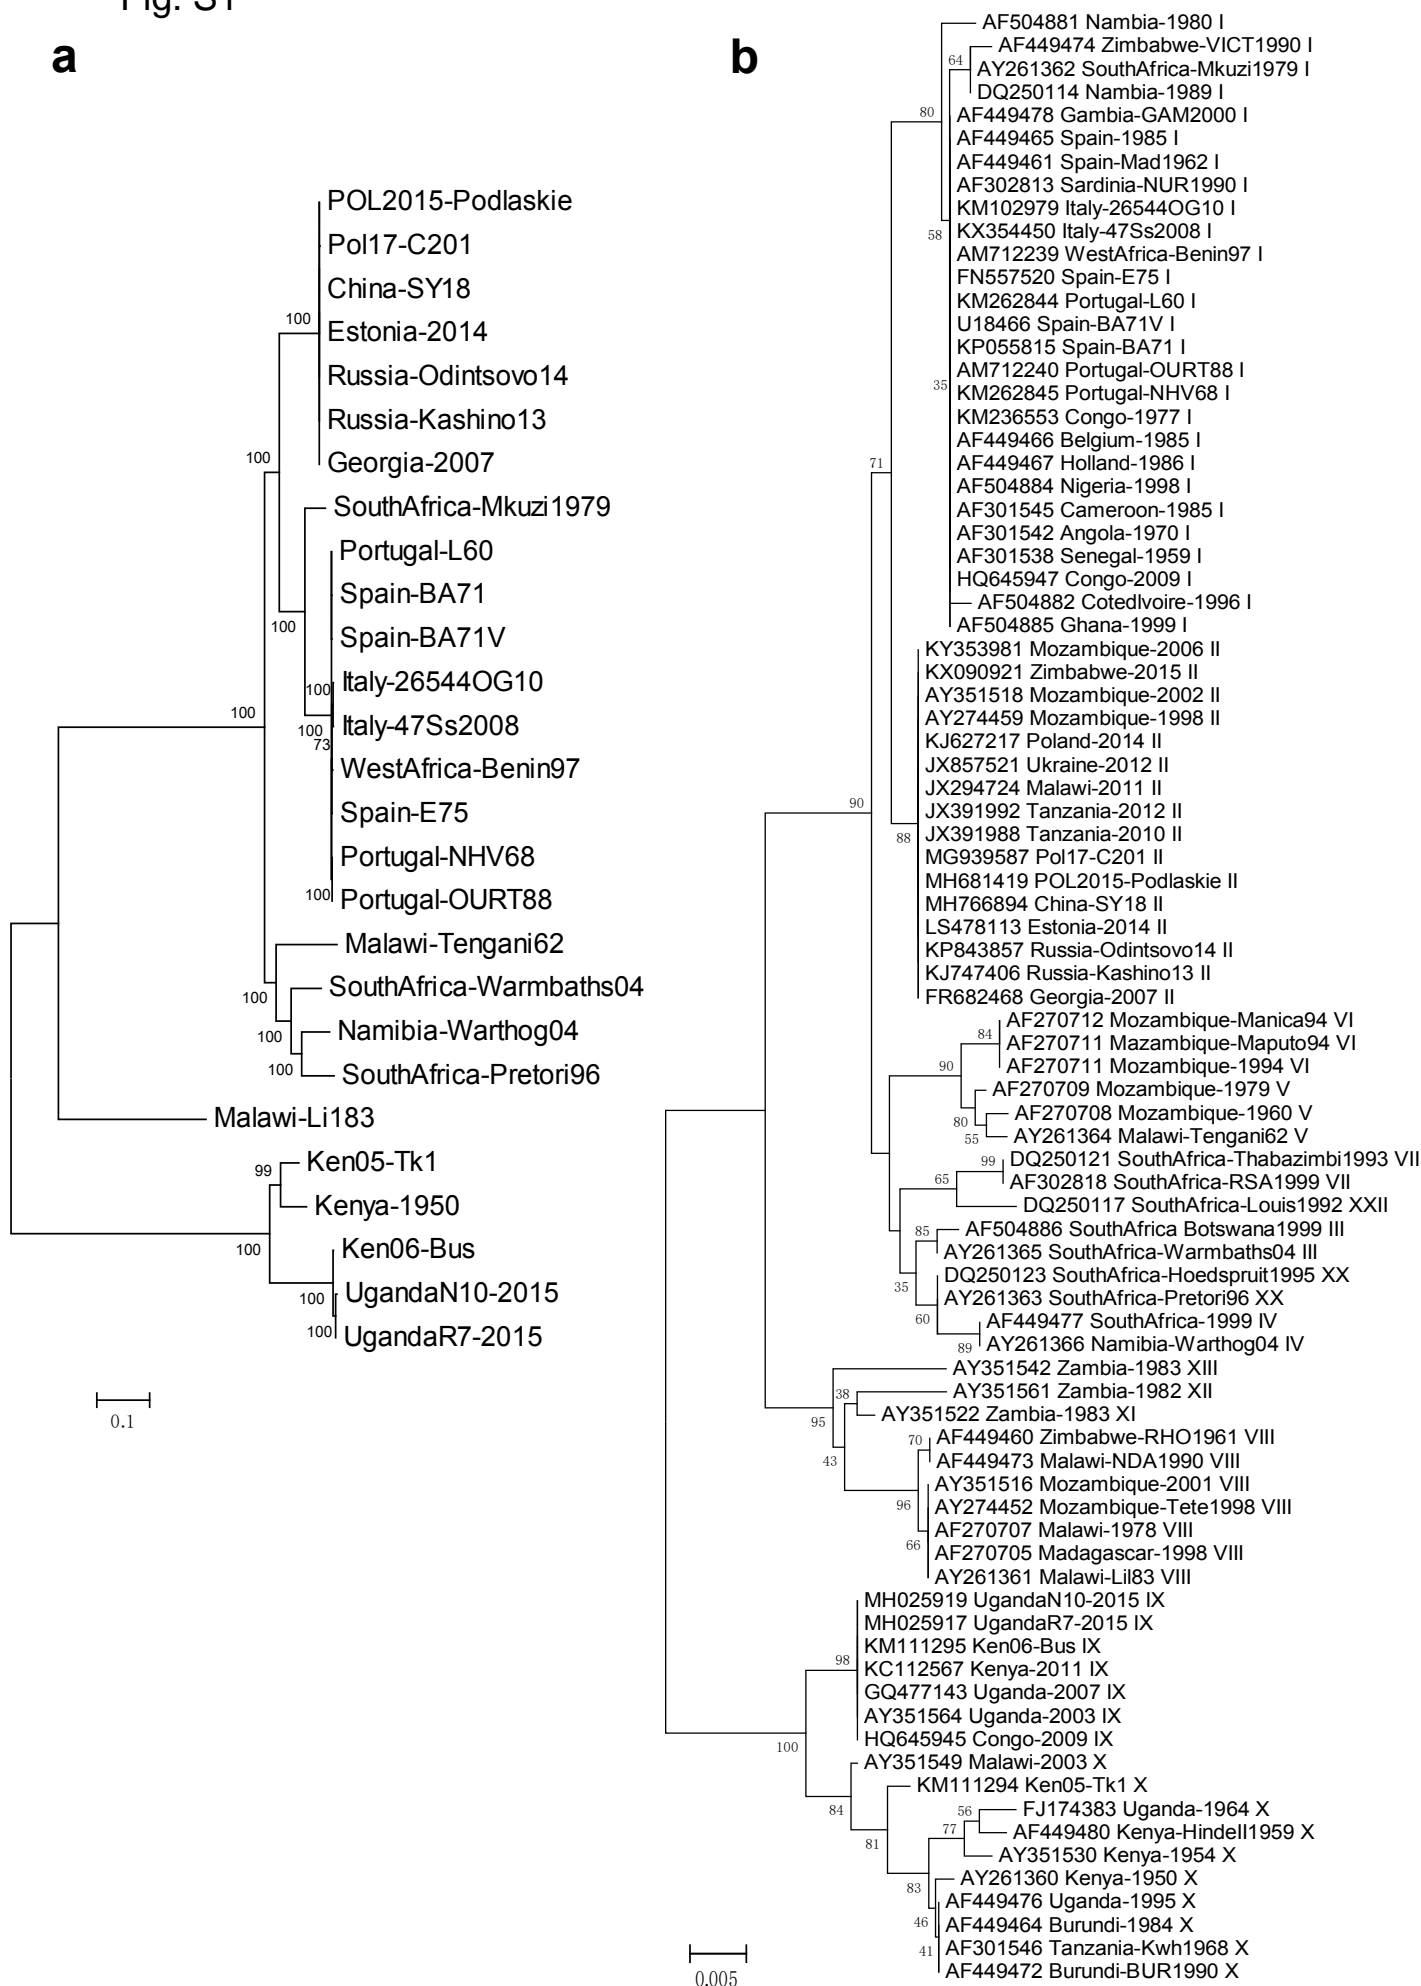 Fig. S1
a
POL2015-Podlaskie
Pol17-C201
China-SY18
Estonia-2014
100
Russia-Odintsovo14
Russia-Kashino13
Georgia-2007
100
SouthAfrica-Mkuzi1979
Portugal-L60
Spain-BA71
100
Spain-BA71V
Italy-26544OG10
100
Italy-47Ss2008
100
73
100
WestAfrica-Benin97
Spain-E75
Portugal-NHV68
Portugal-OURT88
100
Malawi-Tengani62
SouthAfrica-Warmbaths04
100
Namibia-Warthog04
100
SouthAfrica-Pretori96
100
Malawi-Li183
Ken05-Tk1
99
Kenya-1950
Ken06-Bus
100
UgandaN10-2015
100
UgandaR7-2015
100
0.1
b
AF504881 Nambia-1980 I
AF449474 Zimbabwe-VICT1990 I
64
AY261362 SouthAfrica-Mkuzi1979 I
DQ250114 Nambia-1989 I
80
AF449478 Gambia-GAM2000 I
AF449465 Spain-1985 I
AF449461 Spain-Mad1962 I
AF302813 Sardinia-NUR1990 I
KM102979 Italy-26544OG10 I
KX354450 Italy-47Ss2008 I
58
AM712239 WestAfrica-Benin97 I
FN557520 Spain-E75 I
KM262844 Portugal-L60 I
U18466 Spain-BA71V I
KP055815 Spain-BA71 I
AM712240 Portugal-OURT88 I
35
KM262845 Portugal-NHV68 I
KM236553 Congo-1977 I
AF449466 Belgium-1985 I
AF449467 Holland-1986 I
71
AF504884 Nigeria-1998 I
AF301545 Cameroon-1985 I
AF301542 Angola-1970 I
AF301538 Senegal-1959 I
HQ645947 Congo-2009 I
AF504882 CotedIvoire-1996 I
AF504885 Ghana-1999 I
KY353981 Mozambique-2006 II
KX090921 Zimbabwe-2015 II
AY351518 Mozambique-2002 II
AY274459 Mozambique-1998 II
KJ627217 Poland-2014 II
JX857521 Ukraine-2012 II
JX294724 Malawi-2011 II
90
JX391992 Tanzania-2012 II
JX391988 Tanzania-2010 II
88
MG939587 Pol17-C201 II
MH681419 POL2015-Podlaskie II
MH766894 China-SY18 II
LS478113 Estonia-2014 II
KP843857 Russia-Odintsovo14 II
KJ747406 Russia-Kashino13 II
FR682468 Georgia-2007 II
AF270712 Mozambique-Manica94 VI
84
AF270711 Mazambique-Maputo94 VI
AF270711 Mozambique-1994 VI
90
AF270709 Mozambique-1979 V
AF270708 Mozambique-1960 V
80
AY261364 Malawi-Tengani62 V
55
DQ250121 SouthAfrica-Thabazimbi1993 VII
99
AF302818 SouthAfrica-RSA1999 VII
65
DQ250117 SouthAfrica-Louis1992 XXII
AF504886 SouthAfrica Botswana1999 III
85
AY261365 SouthAfrica-Warmbaths04 III
DQ250123 SouthAfrica-Hoedspruit1995 XX
35
AY261363 SouthAfrica-Pretori96 XX
AF449477 SouthAfrica-1999 IV
60
AY261366 Namibia-Warthog04 IV
89
AY351542 Zambia-1983 XIII
AY351561 Zambia-1982 XII
38
AY351522 Zambia-1983 XI
95
AF449460 Zimbabwe-RHO1961 VIII
70
AF449473 Malawi-NDA1990 VIII
43
AY351516 Mozambique-2001 VIII
AY274452 Mozambique-Tete1998 VIII
96
AF270707 Malawi-1978 VIII
66
AF270705 Madagascar-1998 VIII
AY261361 Malawi-Lil83 VIII
MH025919 UgandaN10-2015 IX
MH025917 UgandaR7-2015 IX
KM111295 Ken06-Bus IX
98
KC112567 Kenya-2011 IX
GQ477143 Uganda-2007 IX
AY351564 Uganda-2003 IX
HQ645945 Congo-2009 IX
100
AY351549 Malawi-2003 X
KM111294 Ken05-Tk1 X
84
FJ174383 Uganda-1964 X
56
AF449480 Kenya-HindeII1959 X
77
81
AY351530 Kenya-1954 X
AY261360 Kenya-1950 X
83
AF449476 Uganda-1995 X
46
AF449464 Burundi-1984 X
AF301546 Tanzania-Kwh1968 X
41
AF449472 Burundi-BUR1990 X
0.005